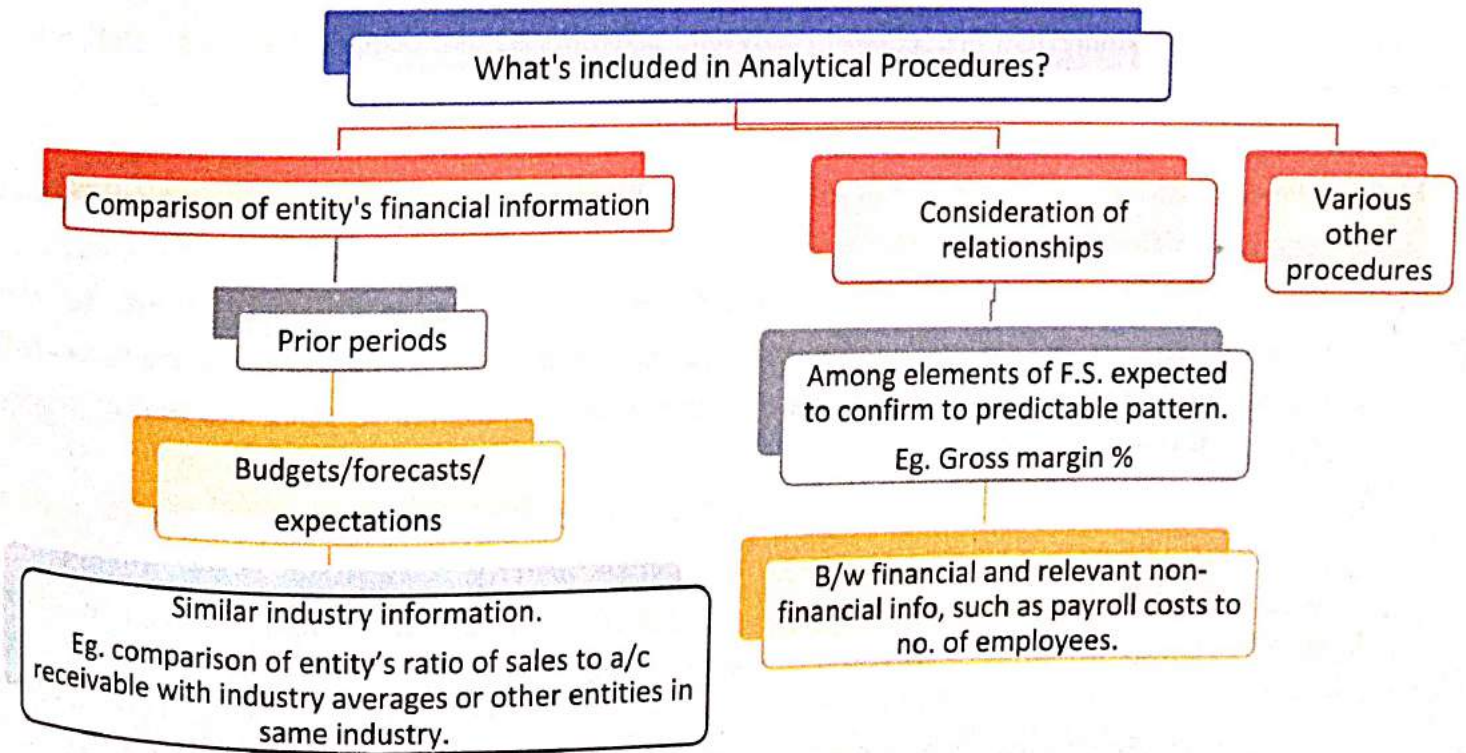 What's included in Analytical Procedures?
Comparison of entity's financial information
Prior periods
Budgets/forecasts/
expectations
Similar industry information.
Eg. comparison of entity's ratio of sales to a/c
receivable with industry averages or other entities in
same industry.
Consideration of
relationships
Among elements of F.S. expected
to confirm to predictable pattern.
Eg. Gross margin %
B/w financial and relevant non-
financial info, such as payroll costs to
no. of employees.
Various
other
procedures